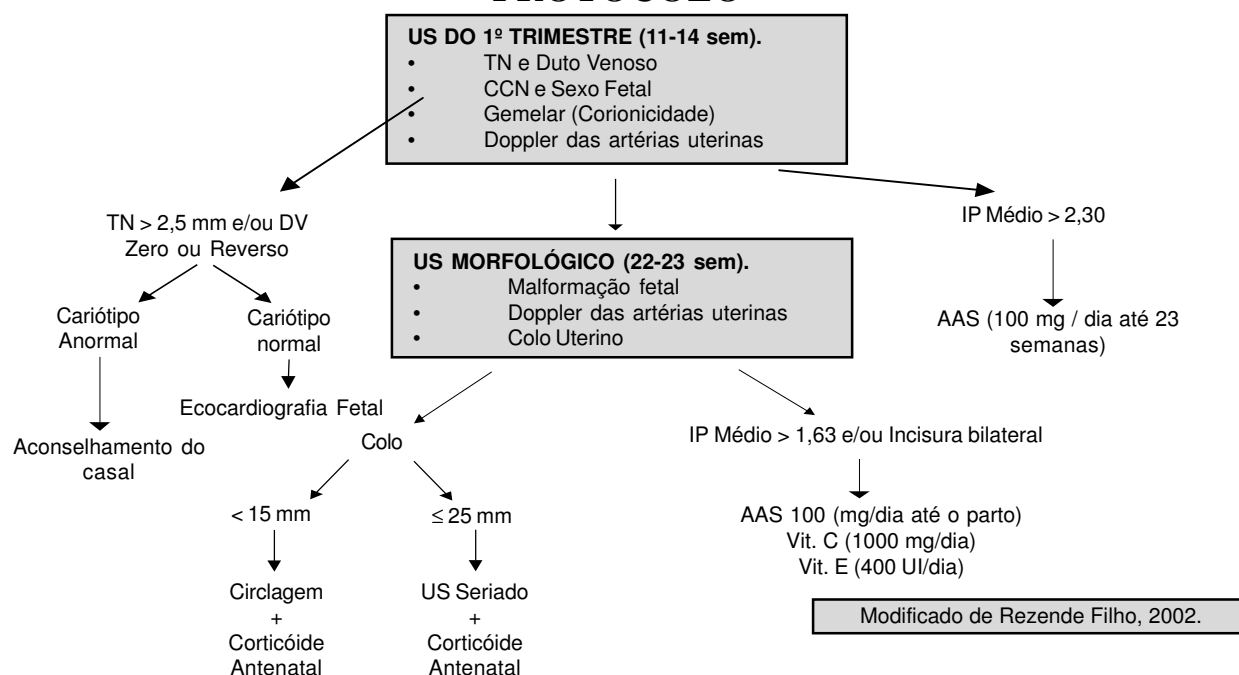 PROTOCOLO
US DO 1º TRIMESTRE (11-14 sem).
• TN e Duto Venoso
• CCN e Sexo Fetal
• Gemelar (Corionicidade)
• Doppler das artérias uterinas
TN > 2,5 mm e/ou DV
Zero ou Reverso
IP Médio > 2,30
US MORFOLÓGICO (22-23 sem).
• Malformação fetal
• Doppler das artérias uterinas
• Colo Uterino
Cariótipo
Anormal
Cariótipo
normal
AAS (100 mg / dia até 23
semanas)
Ecocardiografia Fetal
Aconselhamento do
casal
Colo
IP Médio > 1,63 e/ou Incisura bilateral
< 15 mm
≤ 25 mm
AAS 100 (mg/dia até o parto)
Vit. C (1000 mg/dia)
Vit. E (400 UI/dia)
Circlagem
+
Corticóide
Antenatal
US Seriado
+
Corticóide
Antenatal
Modificado de Rezende Filho, 2002.